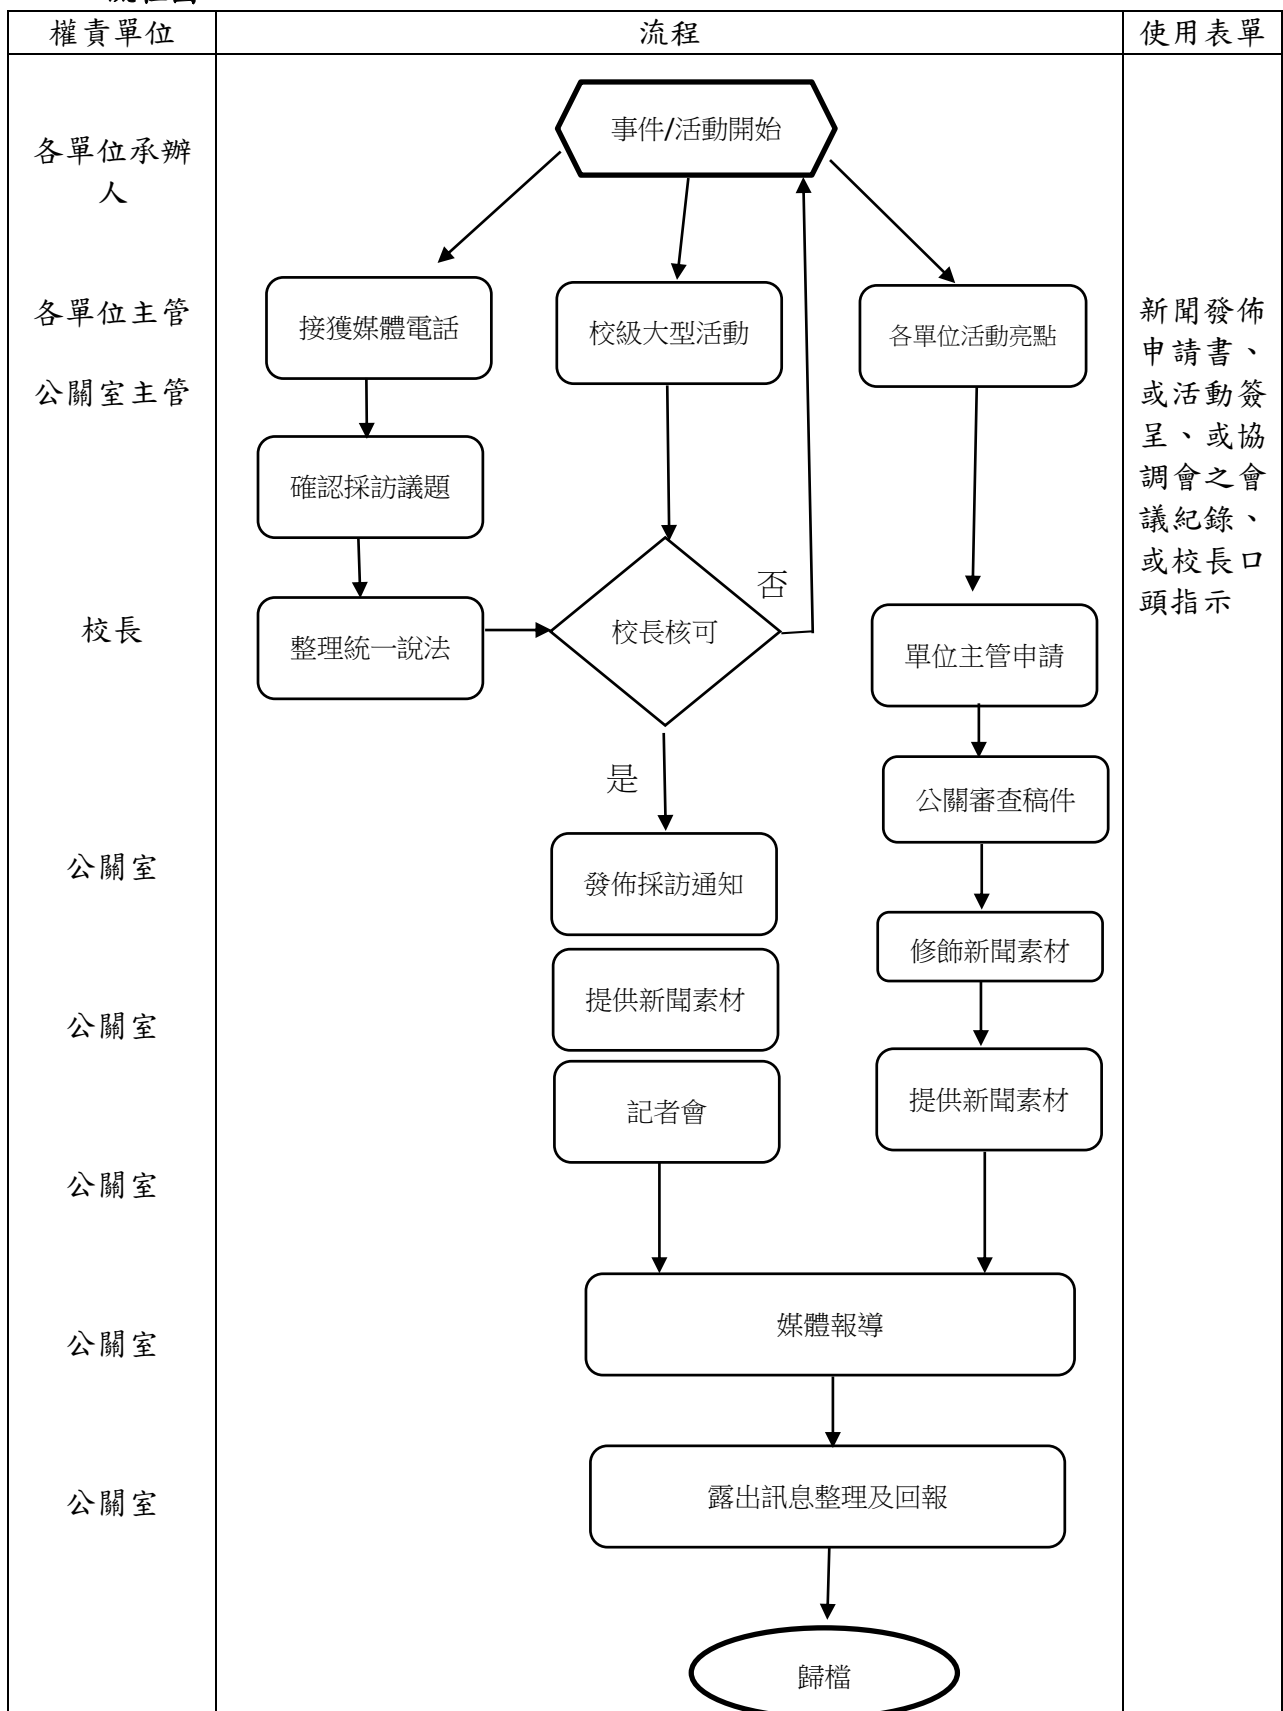 權責單位
流程
使用表單
各單位承辦
人
各單位主管
公關室主管
校長
公關室
公關室
公關室
公關室
公關室
事件/活動開始
接獲媒體電話
校級大型活動
各單位活動亮點
確認採訪議題
整理統一說法
校長核可
否
是
單位主管申請
公關審查稿件
發佈採訪通知
修飾新聞素材
提供新聞素材
記者會
提供新聞素材
媒體報導
露出訊息整理及回報
歸檔
新聞發佈
申請書、
或活動簽
呈、或協
調會之會
議紀錄、
或校長口
頭指示